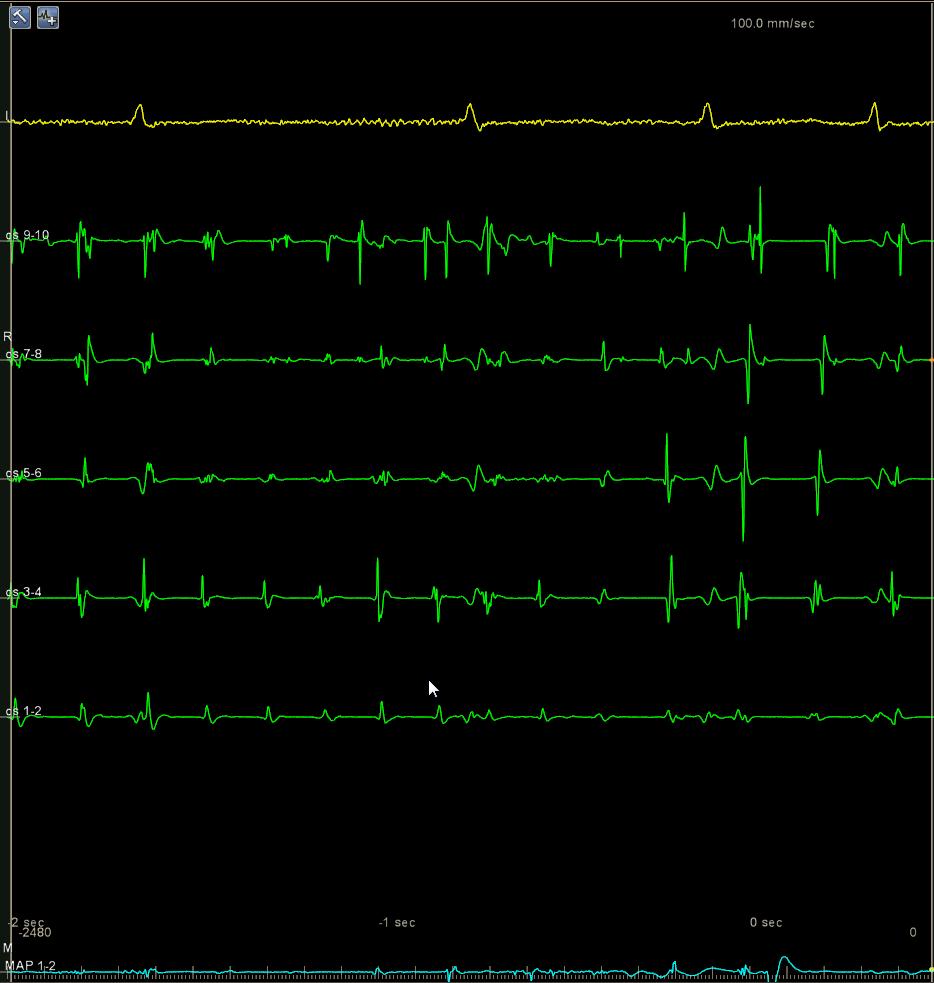 100.0 mm/sec
I
cs 9-10
R
cs 7-8
cs 5-6
cs 3-4
cs 1-2
-2 sec
-1 sec
0 sec
-2480
0
M
MAP 1-2